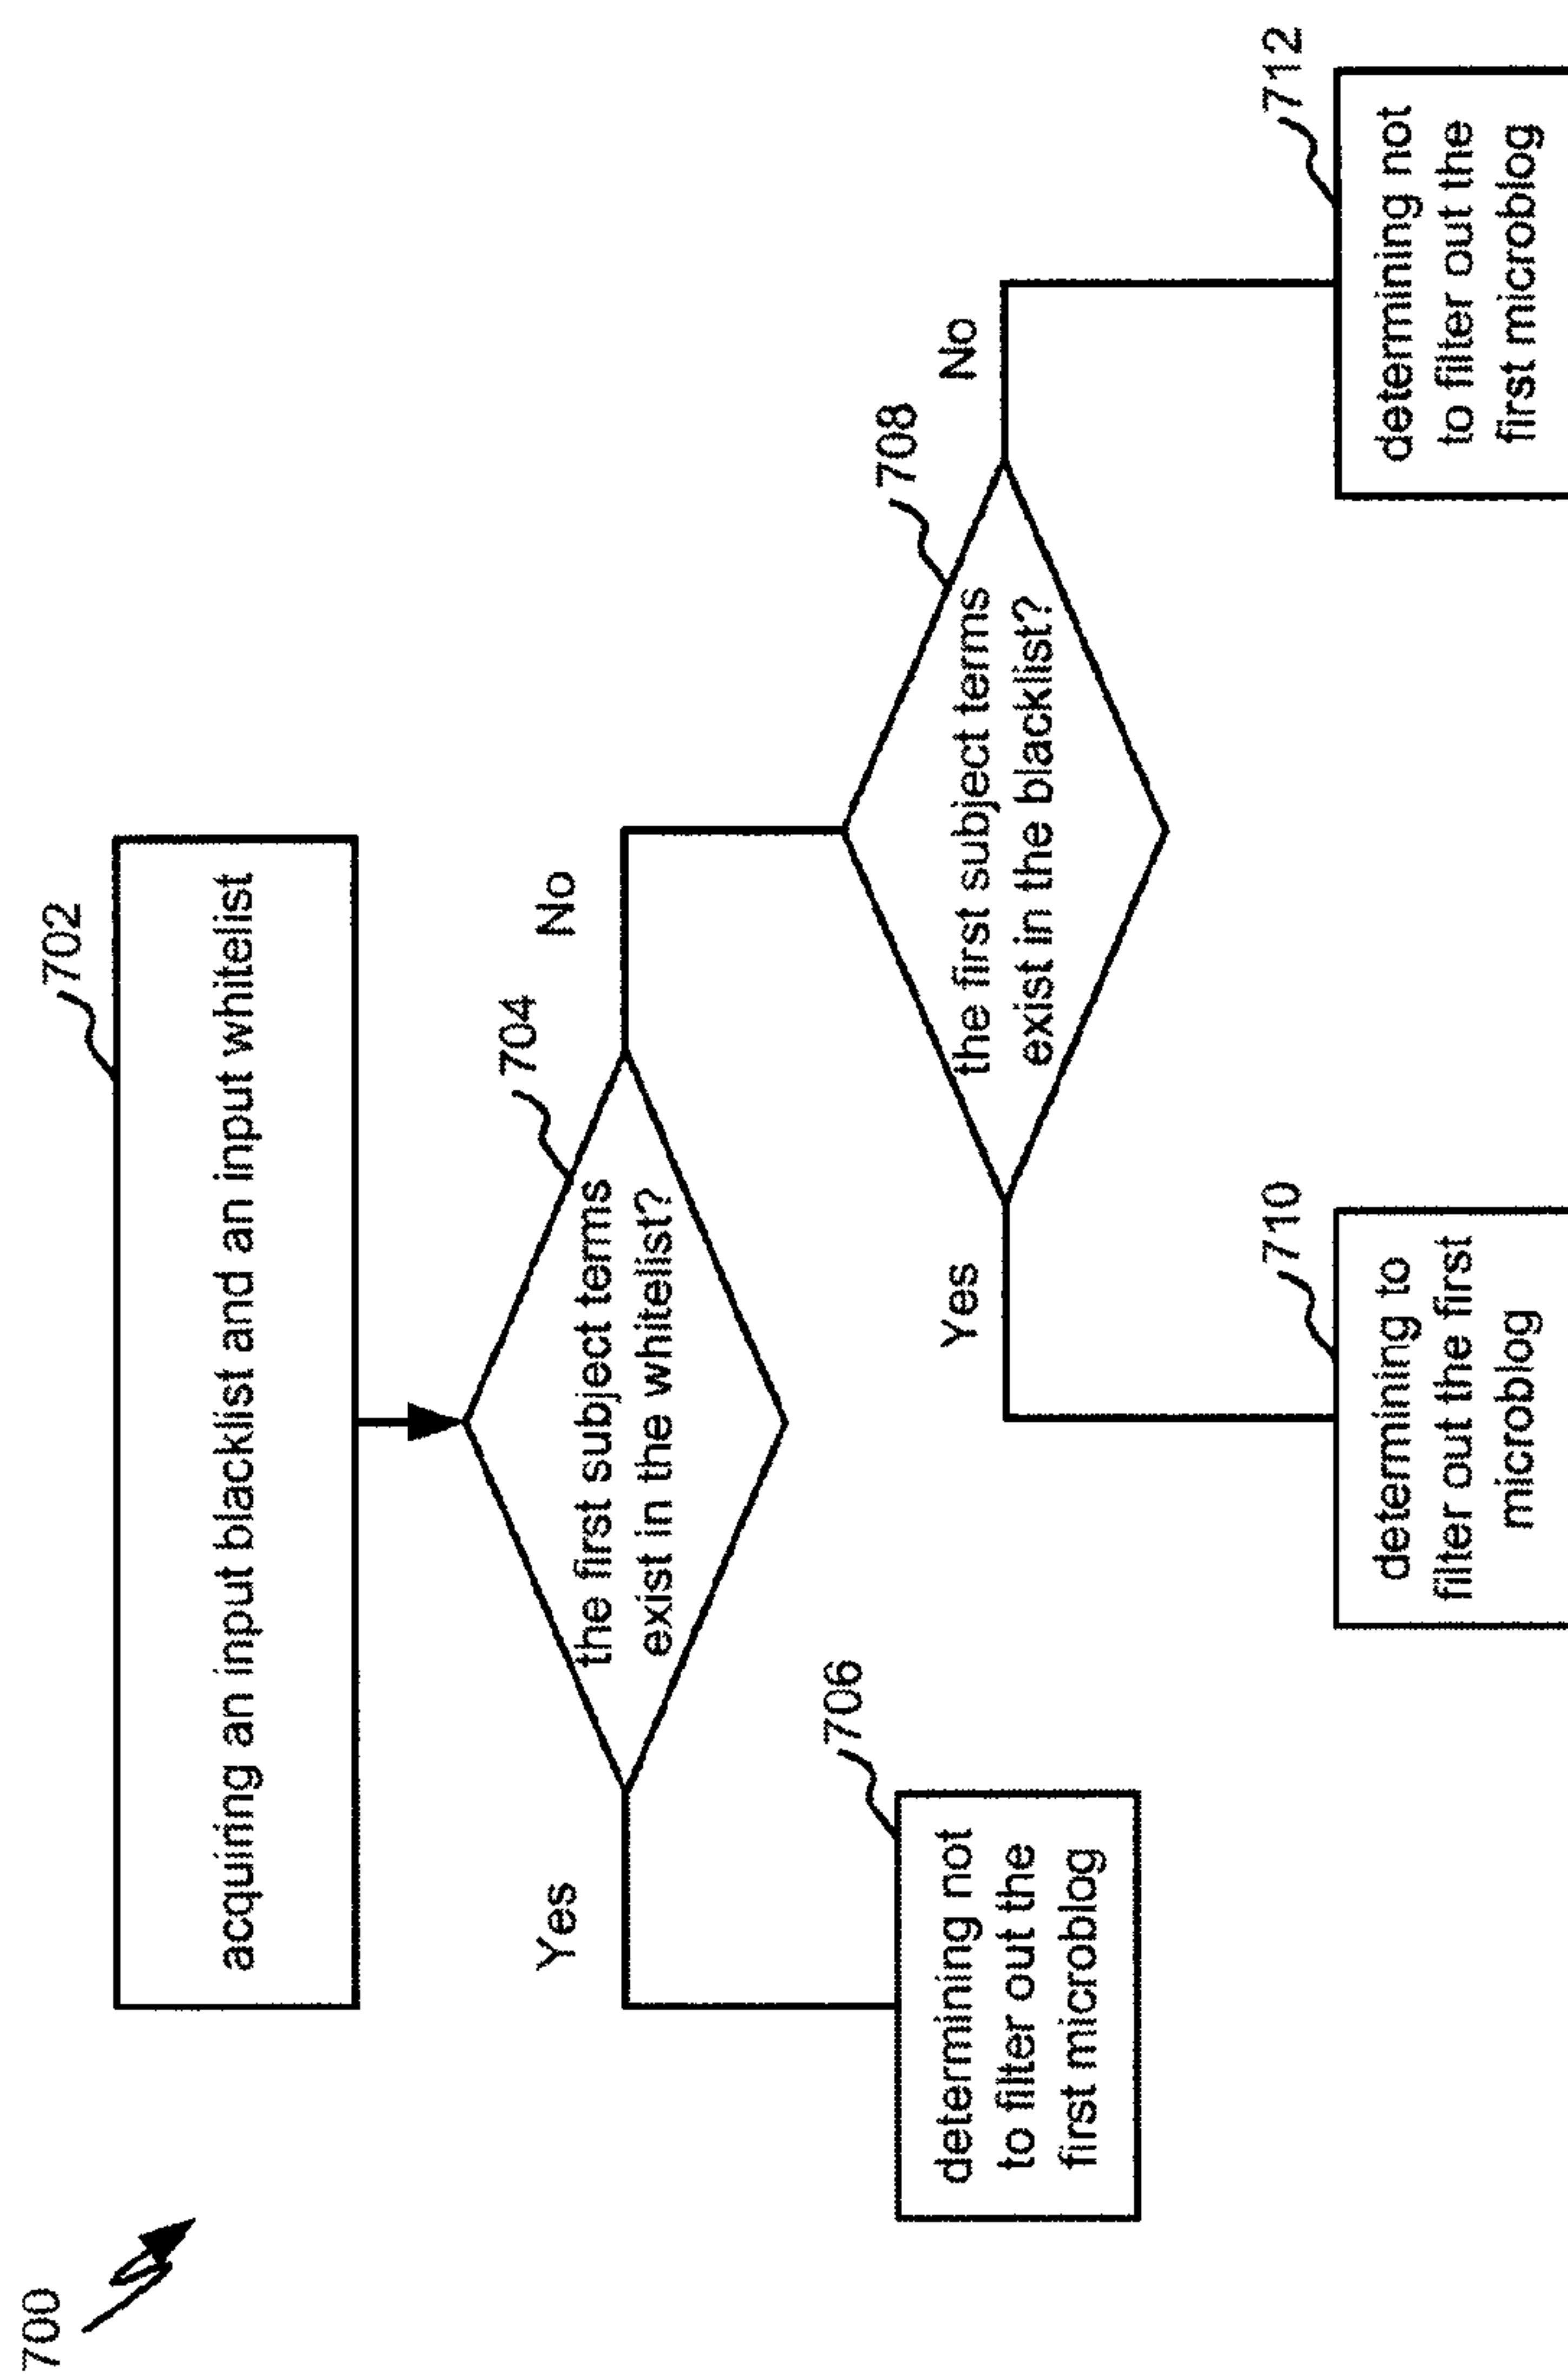 700
702
acquiring an input blacklist and an input whitelist
704
the first subject terms
exist in the whitelist?
Yes
No
706
determining not
to filter out the
first microblog
708
the first subject terms
exist in the blacklist?
Yes
No
710
determining to
filter out the first
microblog
712
determining not
to filter out the
first microblog